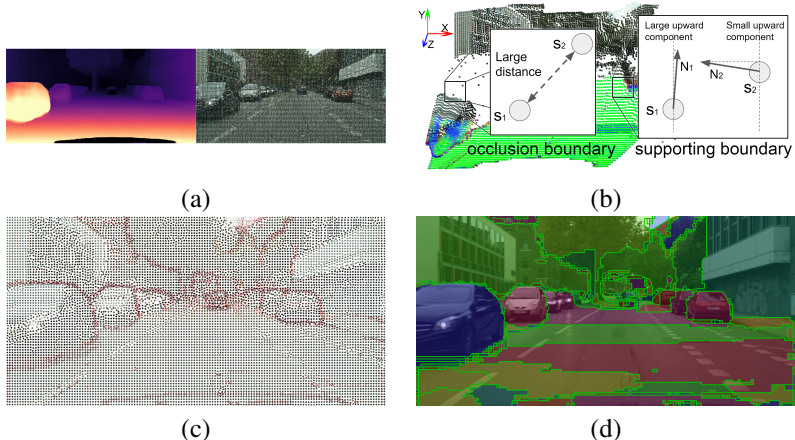 (a)
Y
X
Z
Large
distance
S2
S1
occlusion boundary
Large upward
component
Small upward
component
N1
N2
S1
S2
supporting boundary
(b)
(c)
(d)